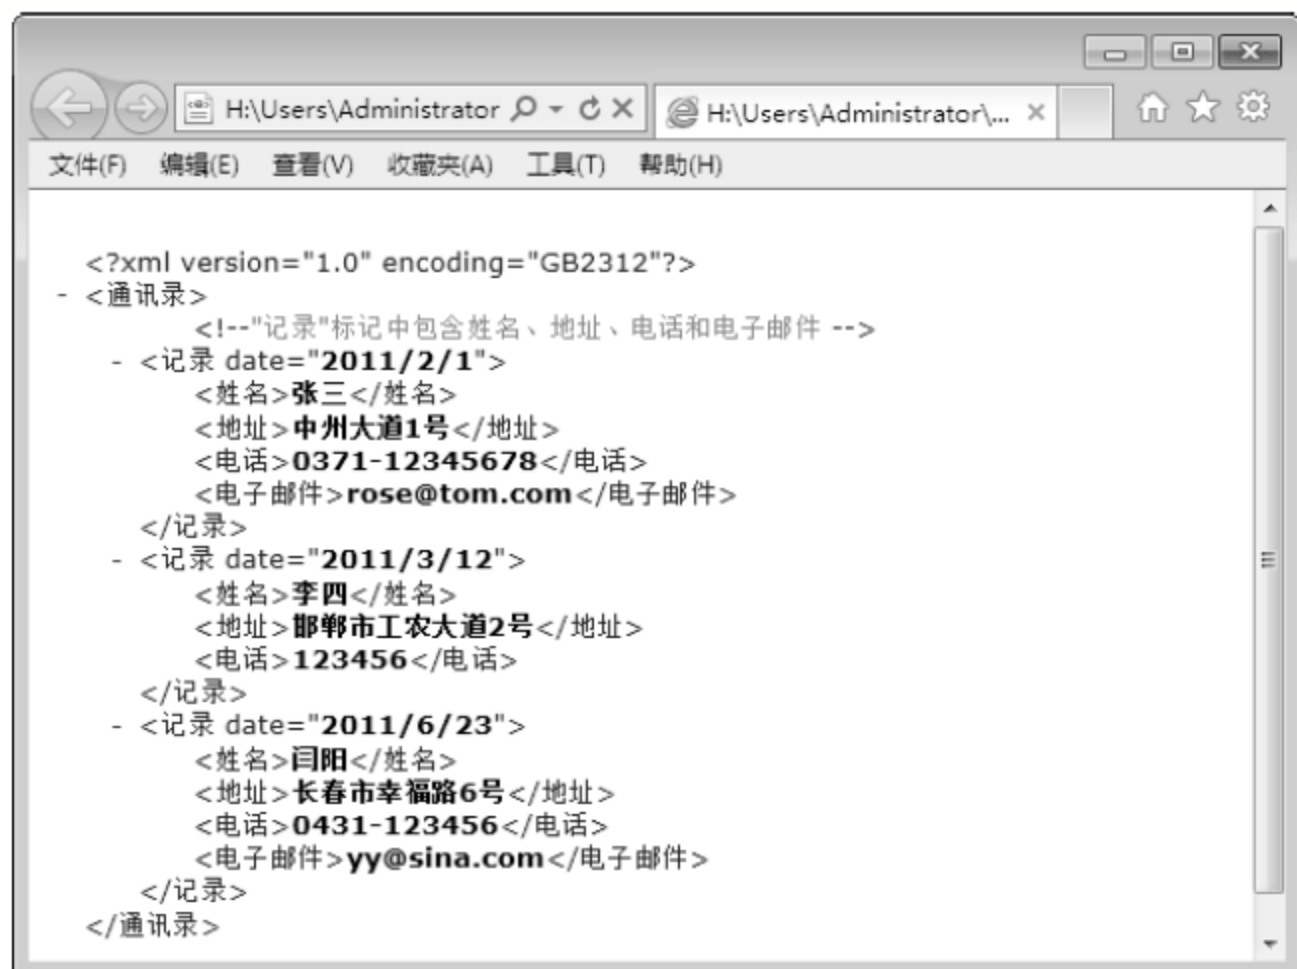 H:\Users\Administrator
H:\Users\Administrator\...
文件(F) 编辑(E) 查看(V) 收藏夹(A) 工具(T) 帮助(H)
<?xml version="1.0" encoding="GB2312"?>
- <通讯录>
<!--"记录"标记中包含姓名、地址、电话和电子邮件 -->
- <记录 date="2011/2/1">
<姓名>张三</姓名>
<地址>中州大道1号</地址>
<电话>0371-12345678</电话>
<电子邮件>rose@tom.com</电子邮件>
</记录>
- <记录 date="2011/3/12">
<姓名>李四</姓名>
<地址>邯郸市工农大道2号</地址>
<电话>123456</电话>
</记录>
- <记录 date="2011/6/23">
<姓名>闫阳</姓名>
<地址>长春市幸福路6号</地址>
<电话>0431-123456</电话>
<电子邮件>yy@sina.com</电子邮件>
</记录>
</通讯录>